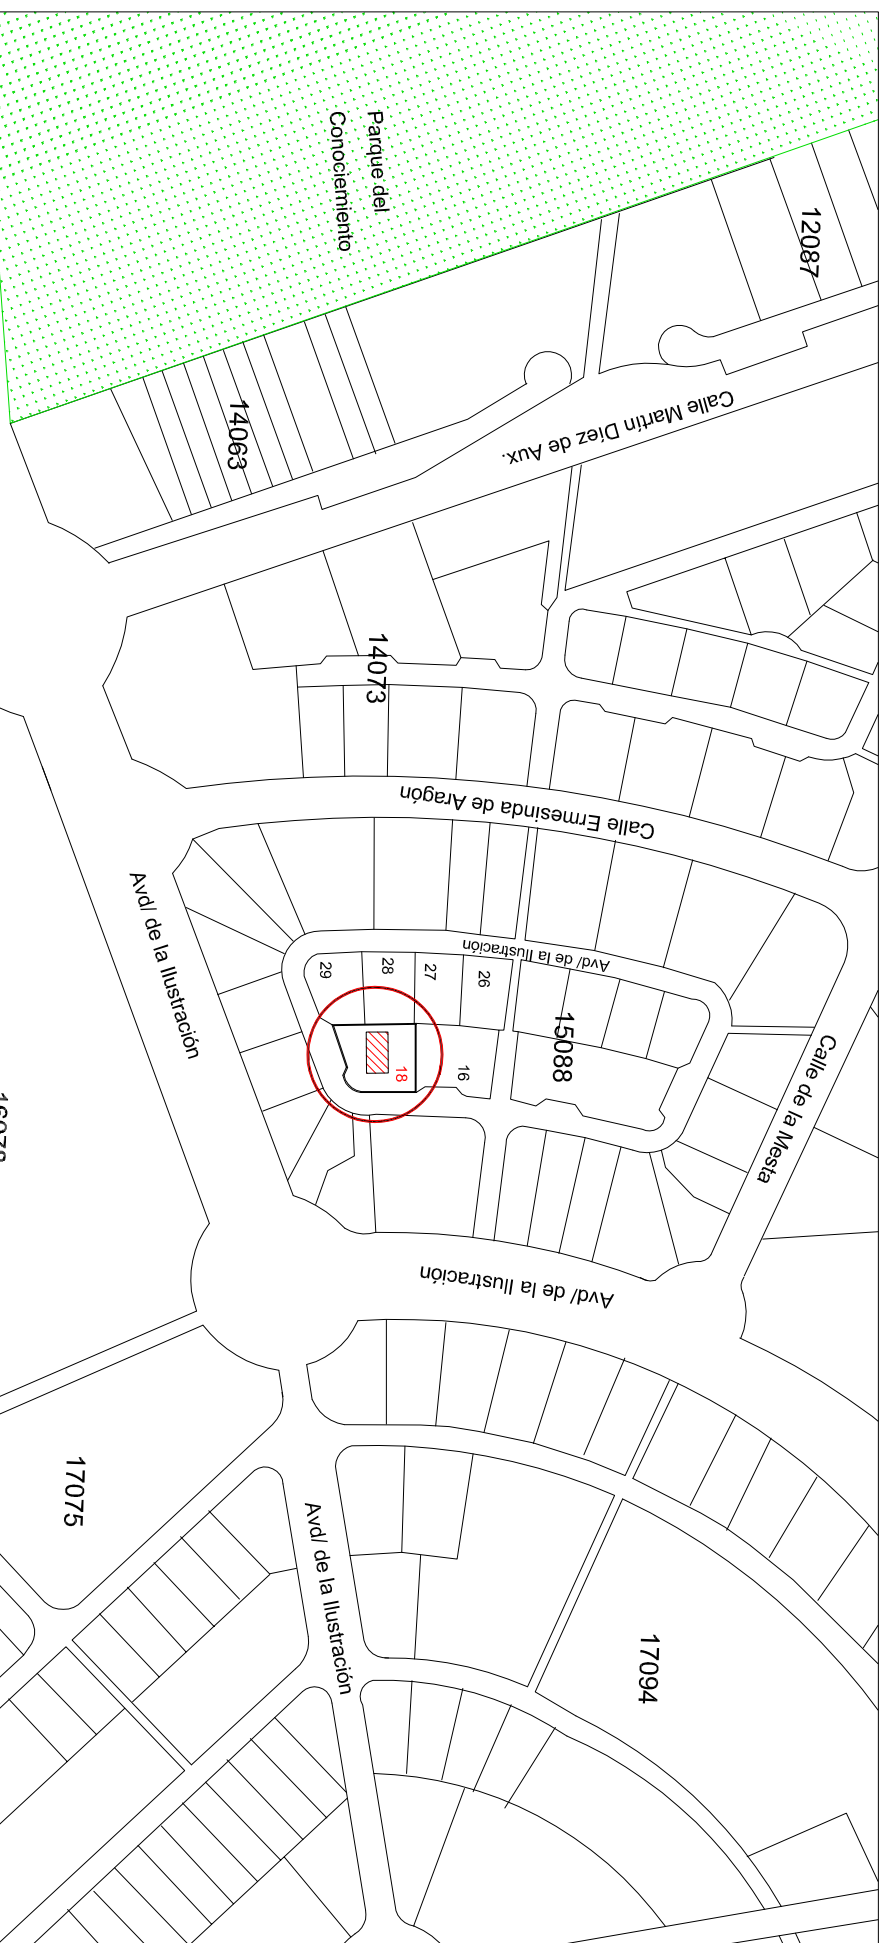 Parque del
Conociemiento
12087
14063
Calle Martín Díez de Aux.
14073
Calle Ermesinda de Aragón
Avd/ de la Ilustración
Avd/ de la Ilustración
29
28
27
26
18
16
15088
Calle de la Mesta
Avd/ de la Ilustración
17075
Avd/ de la Ilustración
17094